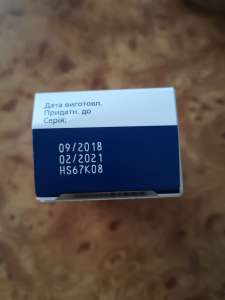 Дата виготовл.
Придатн. до
Серія:
09/2018
02/2021
HS67K08